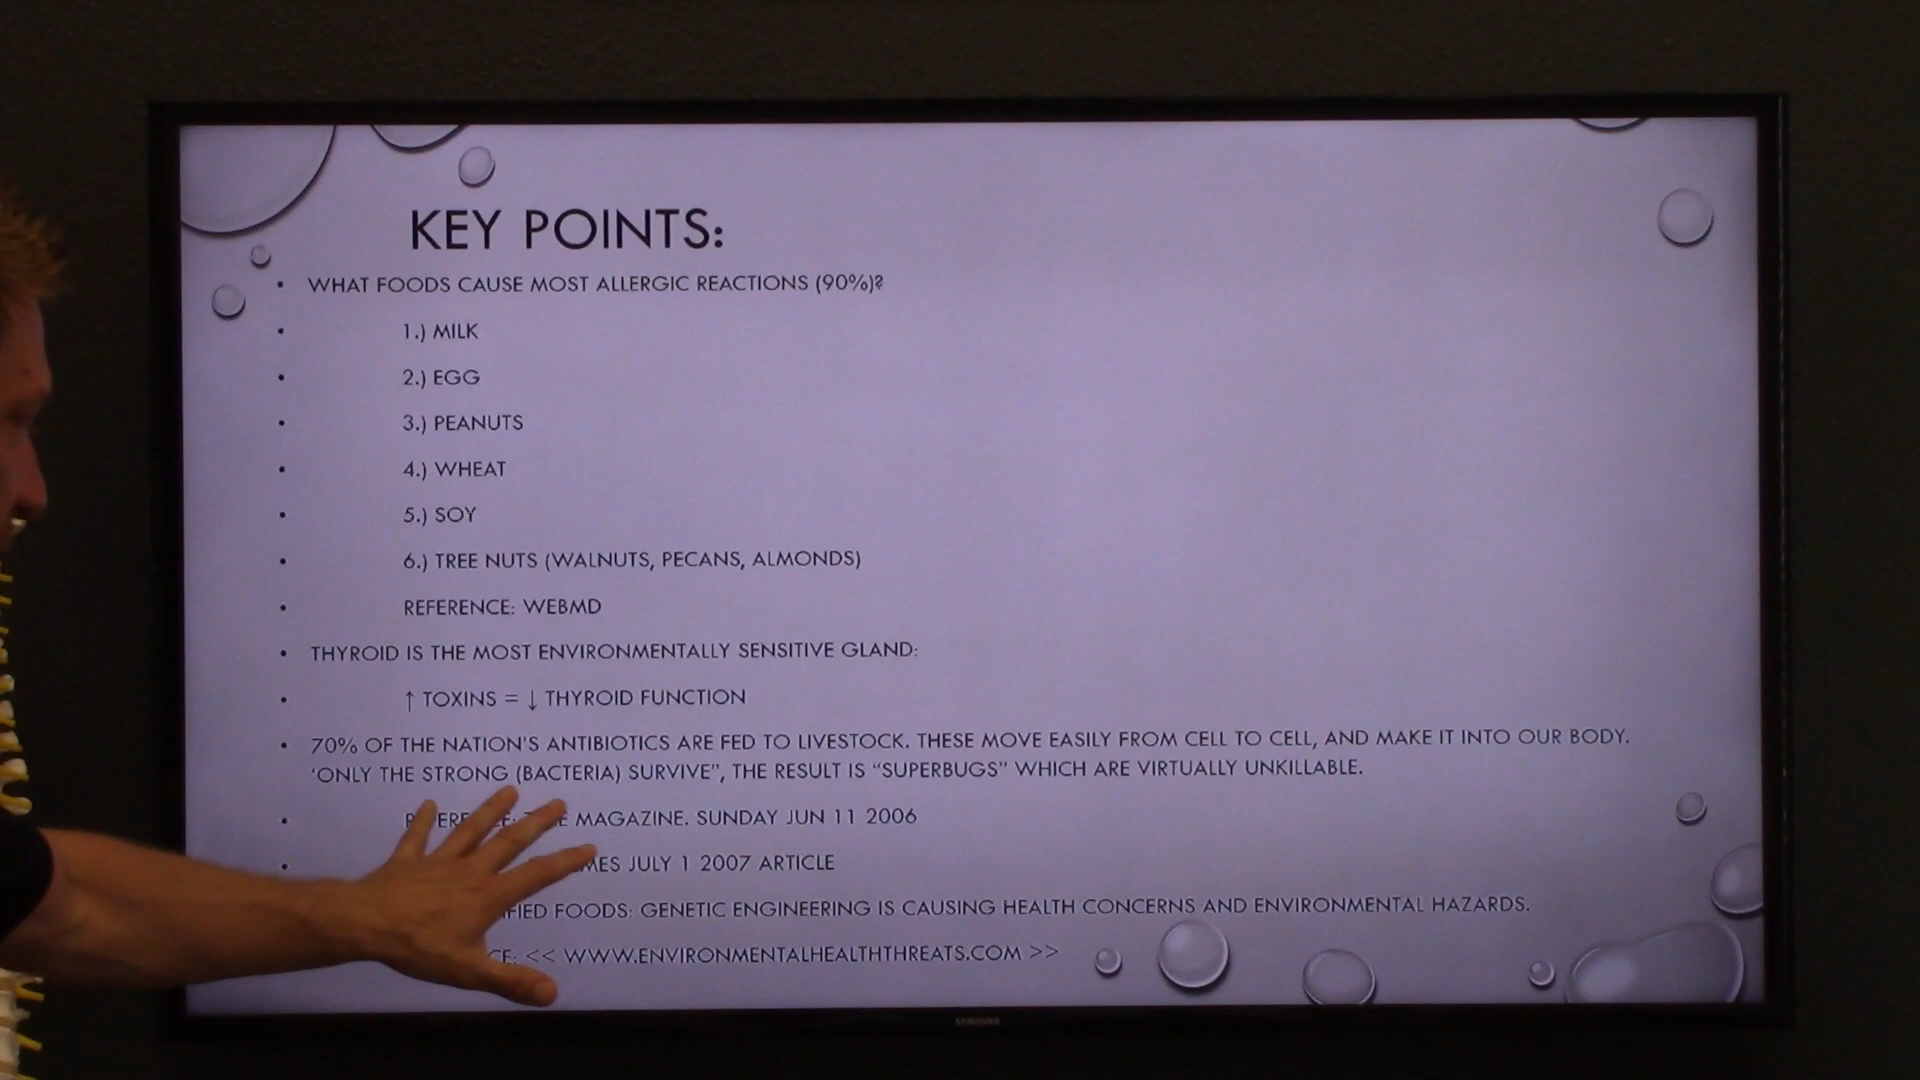 KEY POINTS:
• WHAT FOODS CAUSE MOST ALLERGIC REACTIONS (90%)?
• 1.) MILK
• 2.) EGG
• 3.) PEANUTS
• 4.) WHEAT
• 5.) SOY
• 6.) TREE NUTS (WALNUTS, PECANS, ALMONDS)
• REFERENCE: WEBMD
• THYROID IS THE MOST ENVIRONMENTALLY SENSITIVE GLAND:
• ↑ TOXINS = ↓ THYROID FUNCTION
• 70% OF THE NATION'S ANTIBIOTICS ARE FED TO LIVESTOCK. THESE MOVE EASILY FROM CELL TO CELL, AND MAKE IT INTO OUR BODY.
'ONLY THE STRONG (BACTERIA) SURVIVE", THE RESULT IS "SUPERBUGS" WHICH ARE VIRTUALLY UNKILLABLE.
• MAGAZINE. SUNDAY JUN 11 2006
• JULY 1 2007 ARTICLE
FOODS: GENETIC ENGINEERING IS CAUSING HEALTH CONCERNS AND ENVIRONMENTAL HAZARDS.
<< WWW.ENVIRONMENTALHEALTHTHREATS.COM >>
SAMSUNG